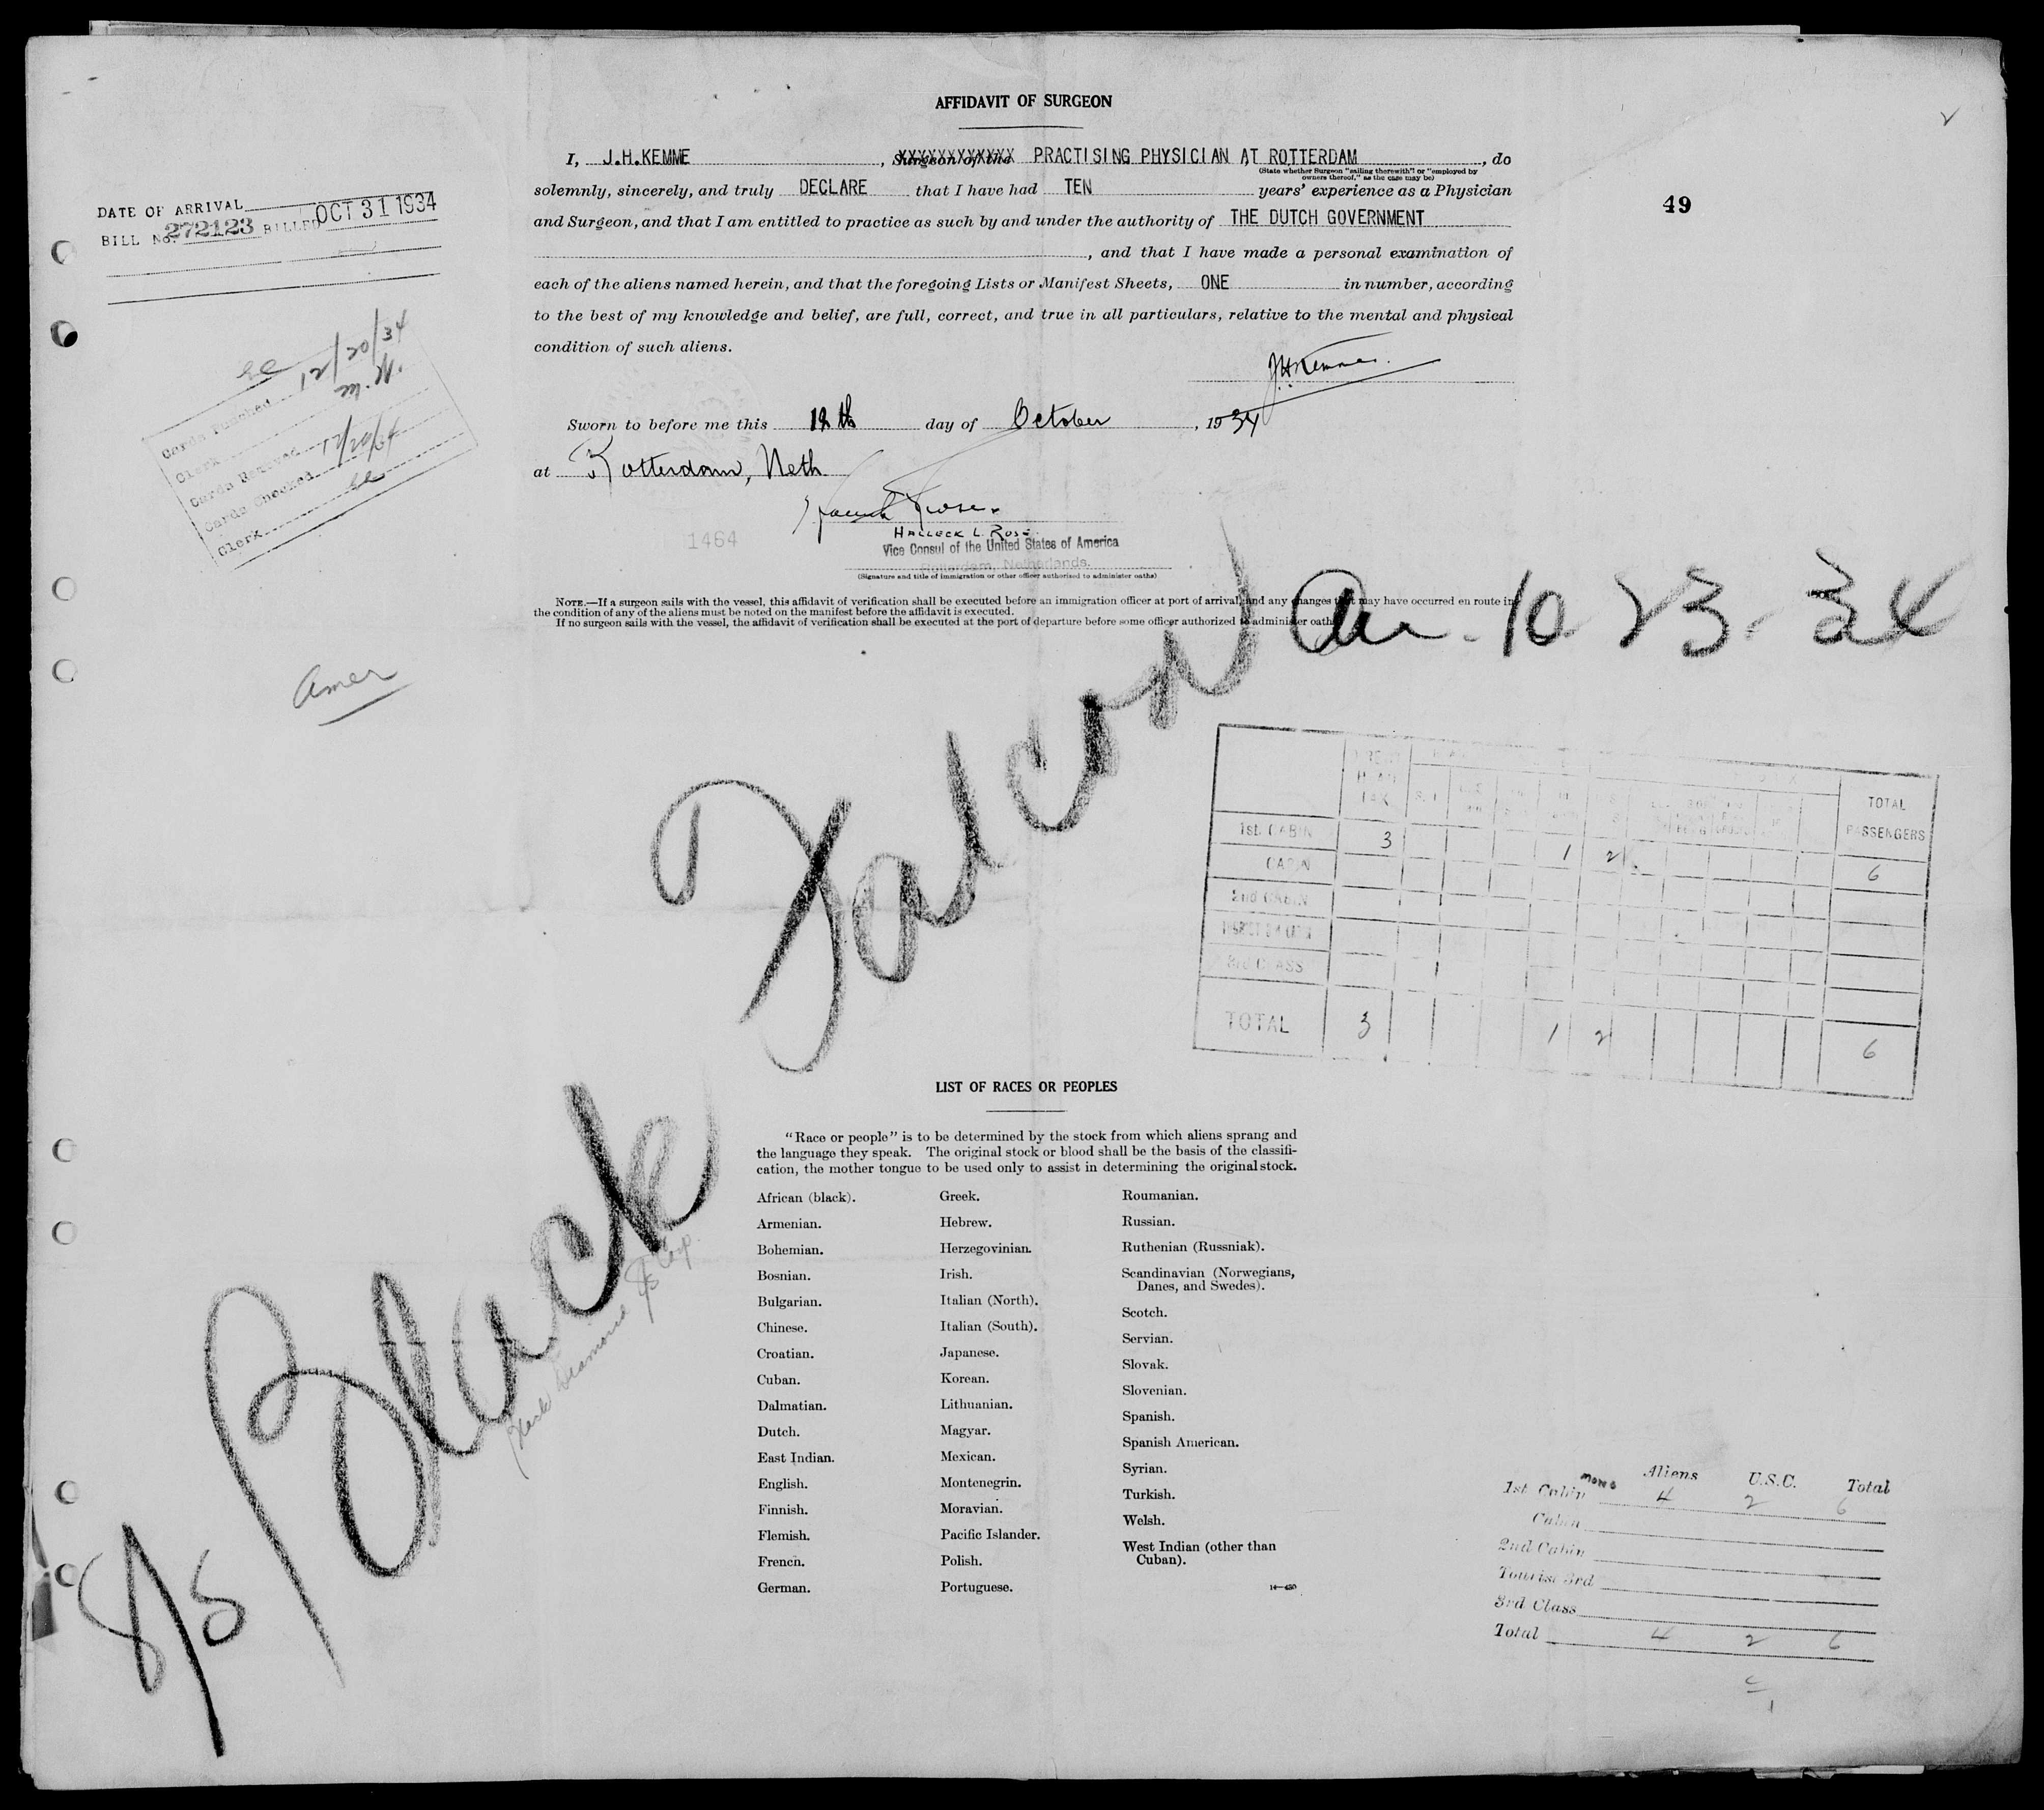 AFFIDAVIT OF SURGEON
I, J.H.KEMME, Surgeon of the PRACTISING PHYSICIAN AT ROTTERDAM, do
(State whether Surgeon "sailing therewith" or "employed by
owners thereof," as the case may be)
solemnly, sincerely, and truly DECLARE that I have had TEN years' experience as a Physician
and Surgeon, and that I am entitled to practice as such by and under the authority of THE DUTCH GOVERNMENT
, and that I have made a personal examination of
each of the aliens named herein, and that the foregoing Lists or Manifest Sheets, ONE in number, according
to the best of my knowledge and belief, are full, correct, and true in all particulars, relative to the mental and physical
condition of such aliens.
JHKemme.
Sworn to before me this 12th day of October, 1934
at Rotterdam, Neth.
HALLECK L. ROSE.
Vice Consul of the United States of America
Rotterdam, Netherlands.
(Signature and title of immigration or other officer authorized to administer oaths)
1464
NOTE.—If a surgeon sails with the vessel, this affidavit of verification shall be executed before an immigration officer at port of arrival, and any changes that may have occurred en route in
the condition of any of the aliens must be noted on the manifest before the affidavit is executed.
If no surgeon sails with the vessel, the affidavit of verification shall be executed at the port of departure before some officer authorized to administer oaths.
49
DATE OF ARRIVAL
BILL No. 272123 BILLED OCT 31 1934
Cards Punched 12/20/34
Clerk
Cards Checked 12/20/34
Clerk
Amer
S/S Black Falcon
Arr. 10 23 34
Black Diamond SS Corp.
TOTAL
PASSENGERS
1st CABIN 3 1 2 6
CABIN
2nd CABIN
3rd CLASS
TOTAL 3 1 2 6
LIST OF RACES OR PEOPLES
"Race or people" is to be determined by the stock from which aliens sprang and
the language they speak. The original stock or blood shall be the basis of the classifi-
cation, the mother tongue to be used only to assist in determining the original stock.
African (black).
Armenian.
Bohemian.
Bosnian.
Bulgarian.
Chinese.
Croatian.
Cuban.
Dalmatian.
Dutch.
East Indian.
English.
Finnish.
Flemish.
French.
German.
Greek.
Hebrew.
Herzegovinian.
Irish.
Italian (North).
Italian (South).
Japanese.
Korean.
Lithuanian.
Magyar.
Mexican.
Montenegrin.
Moravian.
Pacific Islander.
Polish.
Portuguese.
Roumanian.
Russian.
Ruthenian (Russniak).
Scandinavian (Norwegians,
Danes, and Swedes).
Scotch.
Servian.
Slovak.
Slovenian.
Spanish.
Spanish American.
Syrian.
Turkish.
Welsh.
West Indian (other than
Cuban).
Aliens U.S.C. Total
1st Cabin 4 2 6
Cabin
2nd Cabin
Tourist 3rd
3rd Class
Total 4 2 6